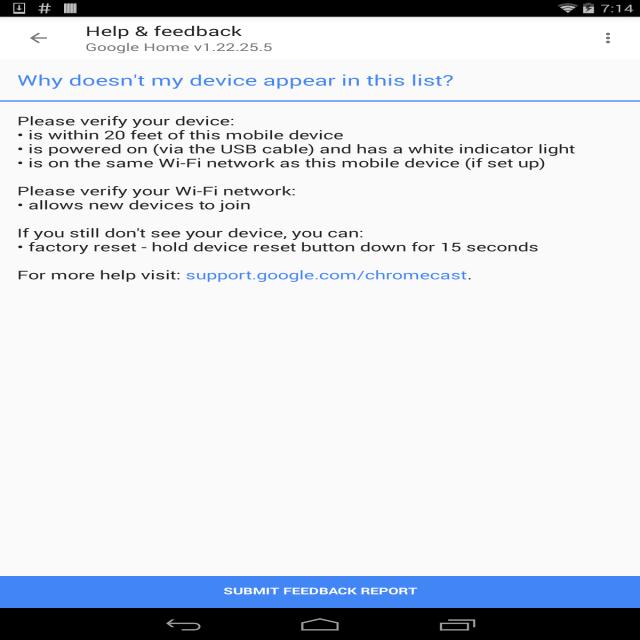 7:14
Help & feedback
Google Home v1.22.25.5
Why doesn't my device appear in this list?
Please verify your device:
• is within 20 feet of this mobile device
• is powered on (via the USB cable) and has a white indicator light
• is on the same Wi-Fi network as this mobile device (if set up)
Please verify your Wi-Fi network:
• allows new devices to join
If you still don't see your device, you can:
• factory reset - hold device reset button down for 15 seconds
For more help visit: support.google.com/chromecast.
SUBMIT FEEDBACK REPORT